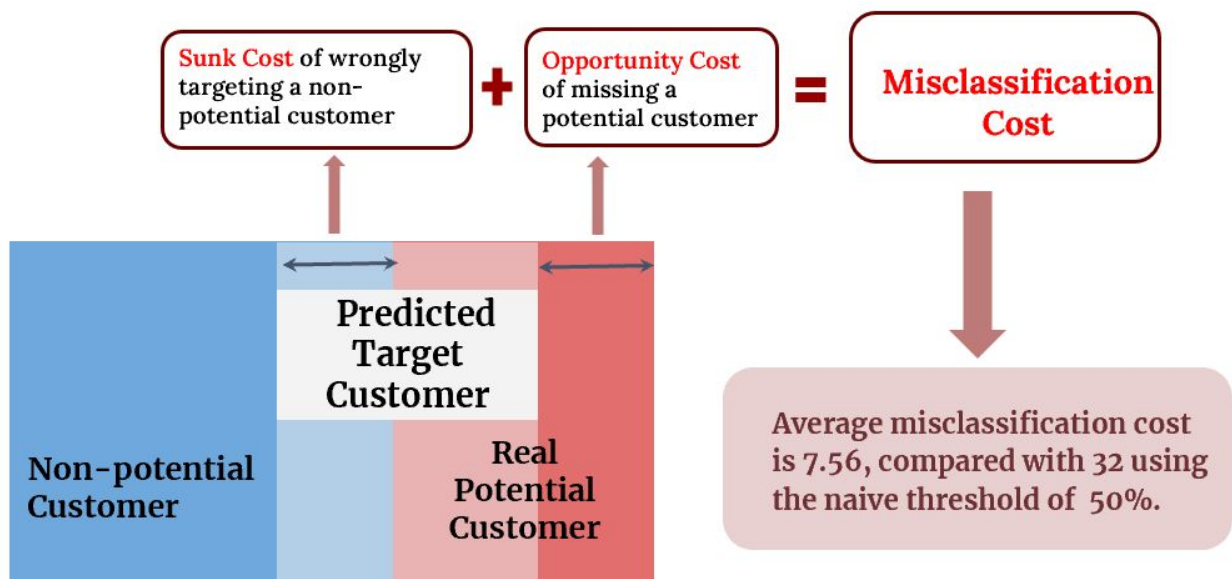 Sunk Cost of wrongly
targeting a non-
potential customer
+
Opportunity Cost
of missing a
potential customer
=
Misclassification
Cost
Predicted
Target
Customer
Non-potential
Customer
Real
Potential
Customer
Average misclassification cost
is 7.56, compared with 32 using
the naive threshold of 50%.